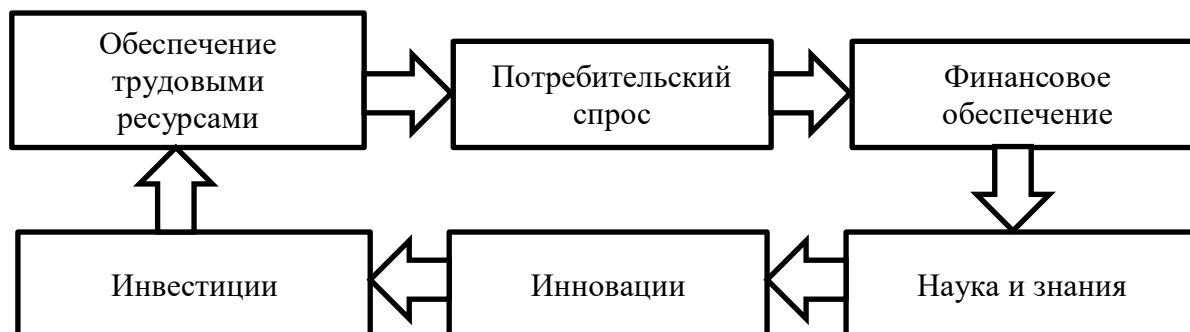 Обеспечение
трудовыми
ресурсами
Потребительский
спрос
Финансовое
обеспечение
Инвестиции
Инновации
Наука и знания